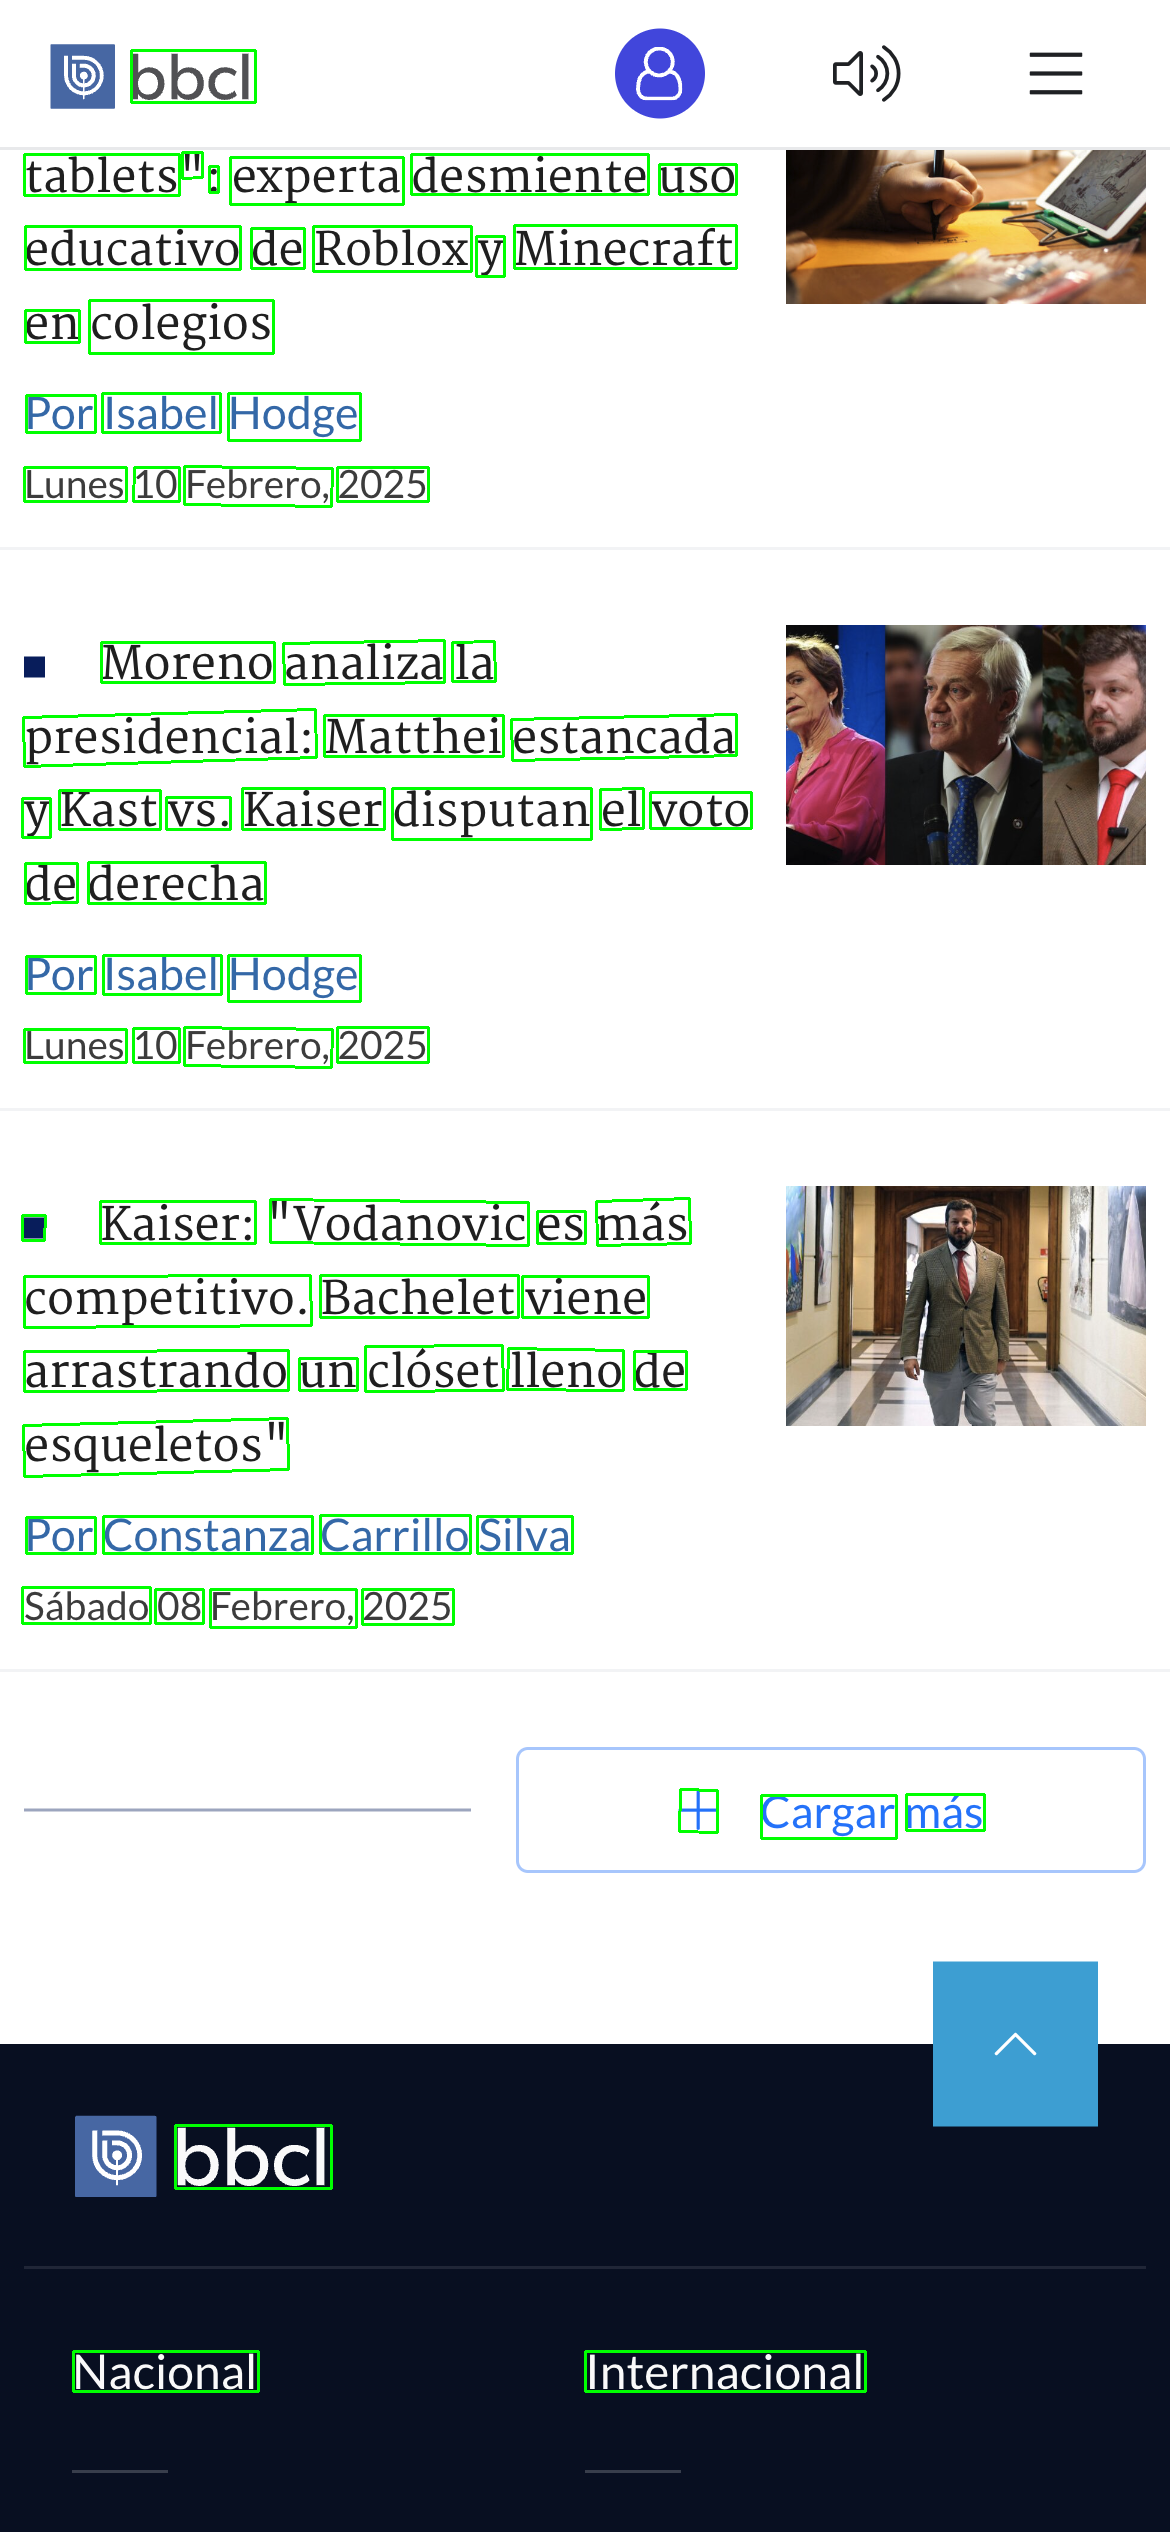 bbcl
tablets": experta desmiente uso
educativo de Roblox y Minecraft
en colegios
Por Isabel Hodge
Lunes 10 Febrero, 2025
Moreno analiza la
presidencial: Matthei estancada
y Kast vs. Kaiser disputan el voto
de derecha
Por Isabel Hodge
Lunes 10 Febrero, 2025
Kaiser: "Vodanovic es más
competitivo. Bachelet viene
arrastrando un clóset lleno de
esqueletos"
Por Constanza Carrillo Silva
Sábado 08 Febrero, 2025
Cargar más
bbcl
Nacional Internacional